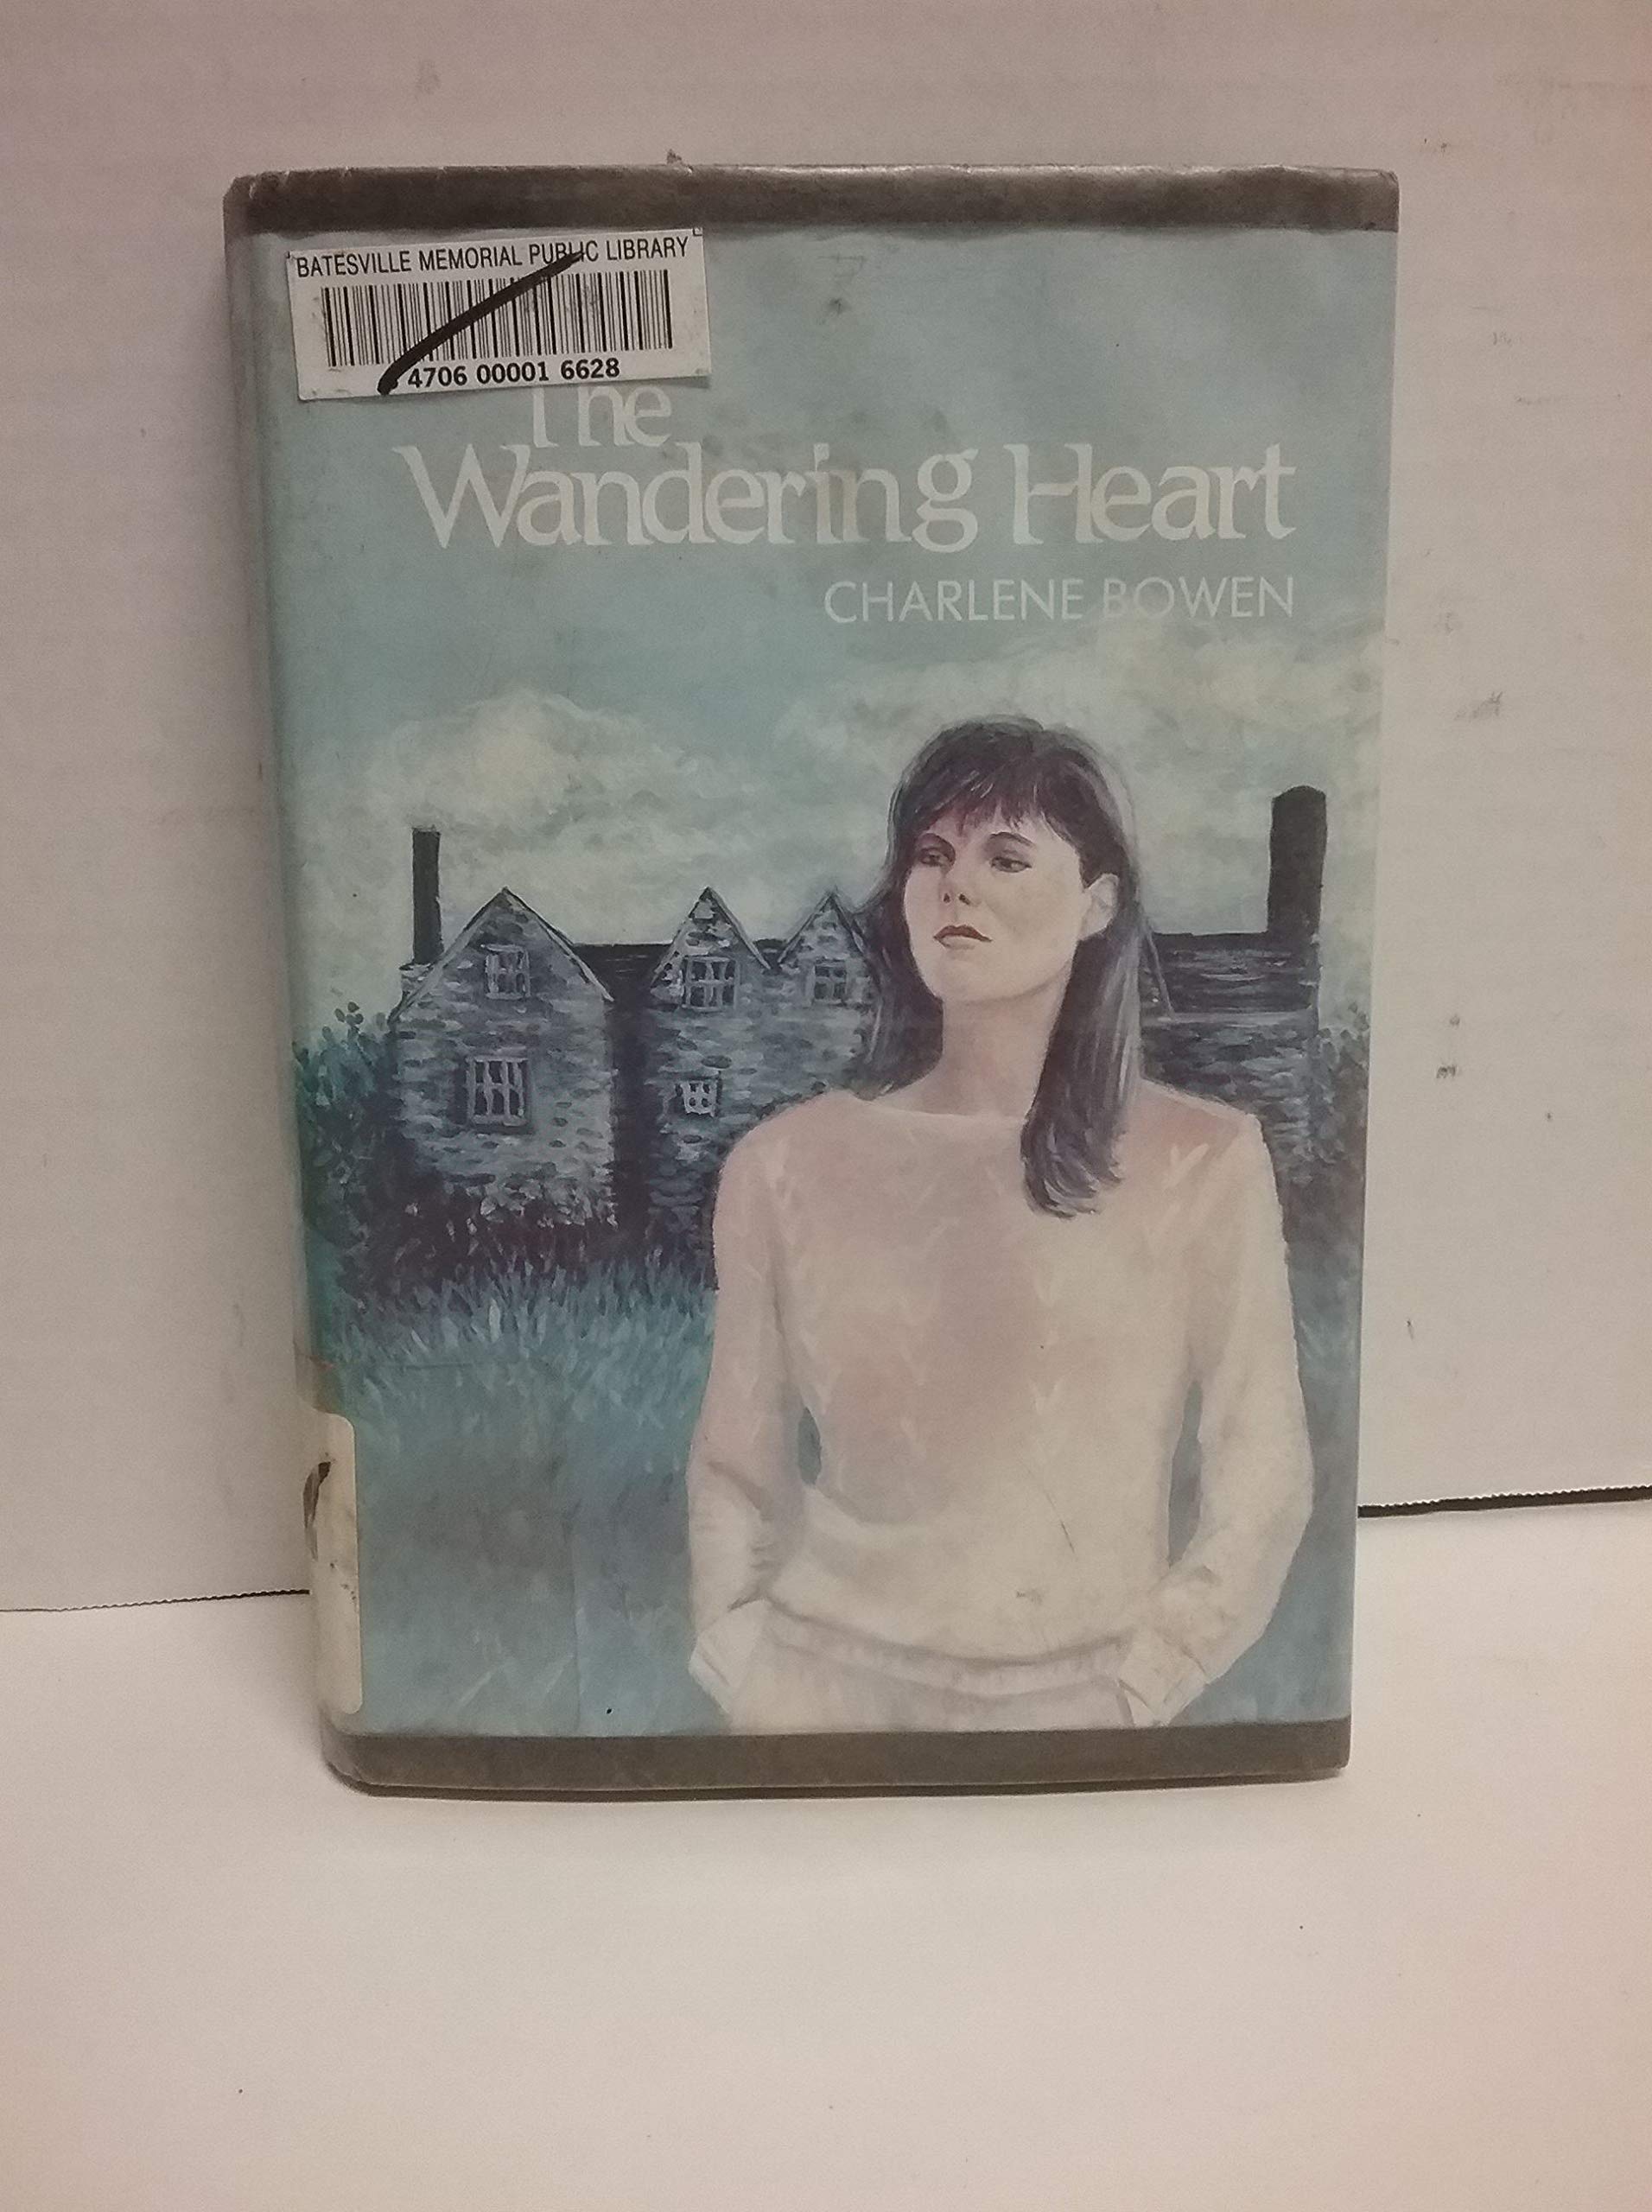 BATESVILLE MEMORIAL PUBLIC LIBRARY
4706 00001 6628
The
Wandering Heart
CHARLENE BOWEN